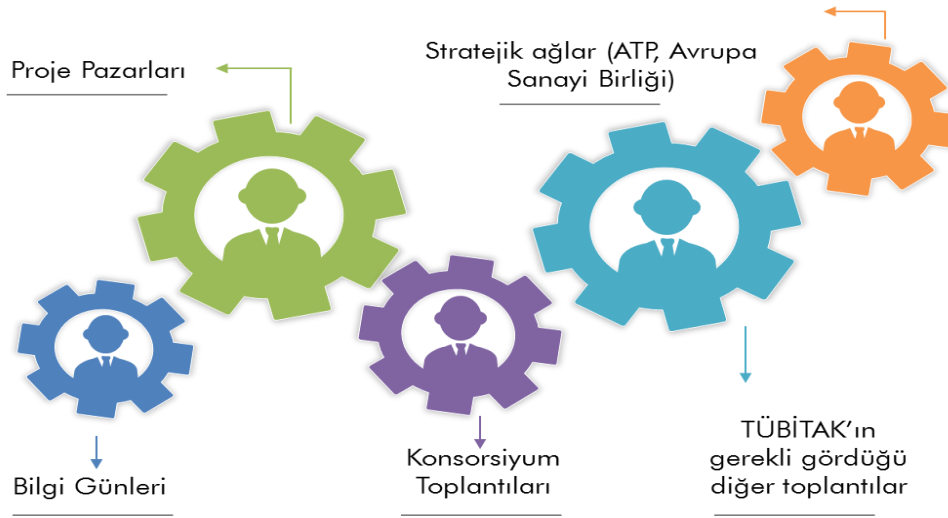 Proje Pazarları
Stratejik ağlar (ATP, Avrupa
Sanayi Birliği)
Bilgi Günleri
Konsorsiyum
Toplantıları
TÜBİTAK’ın
gerekli gördüğü
diğer toplantılar